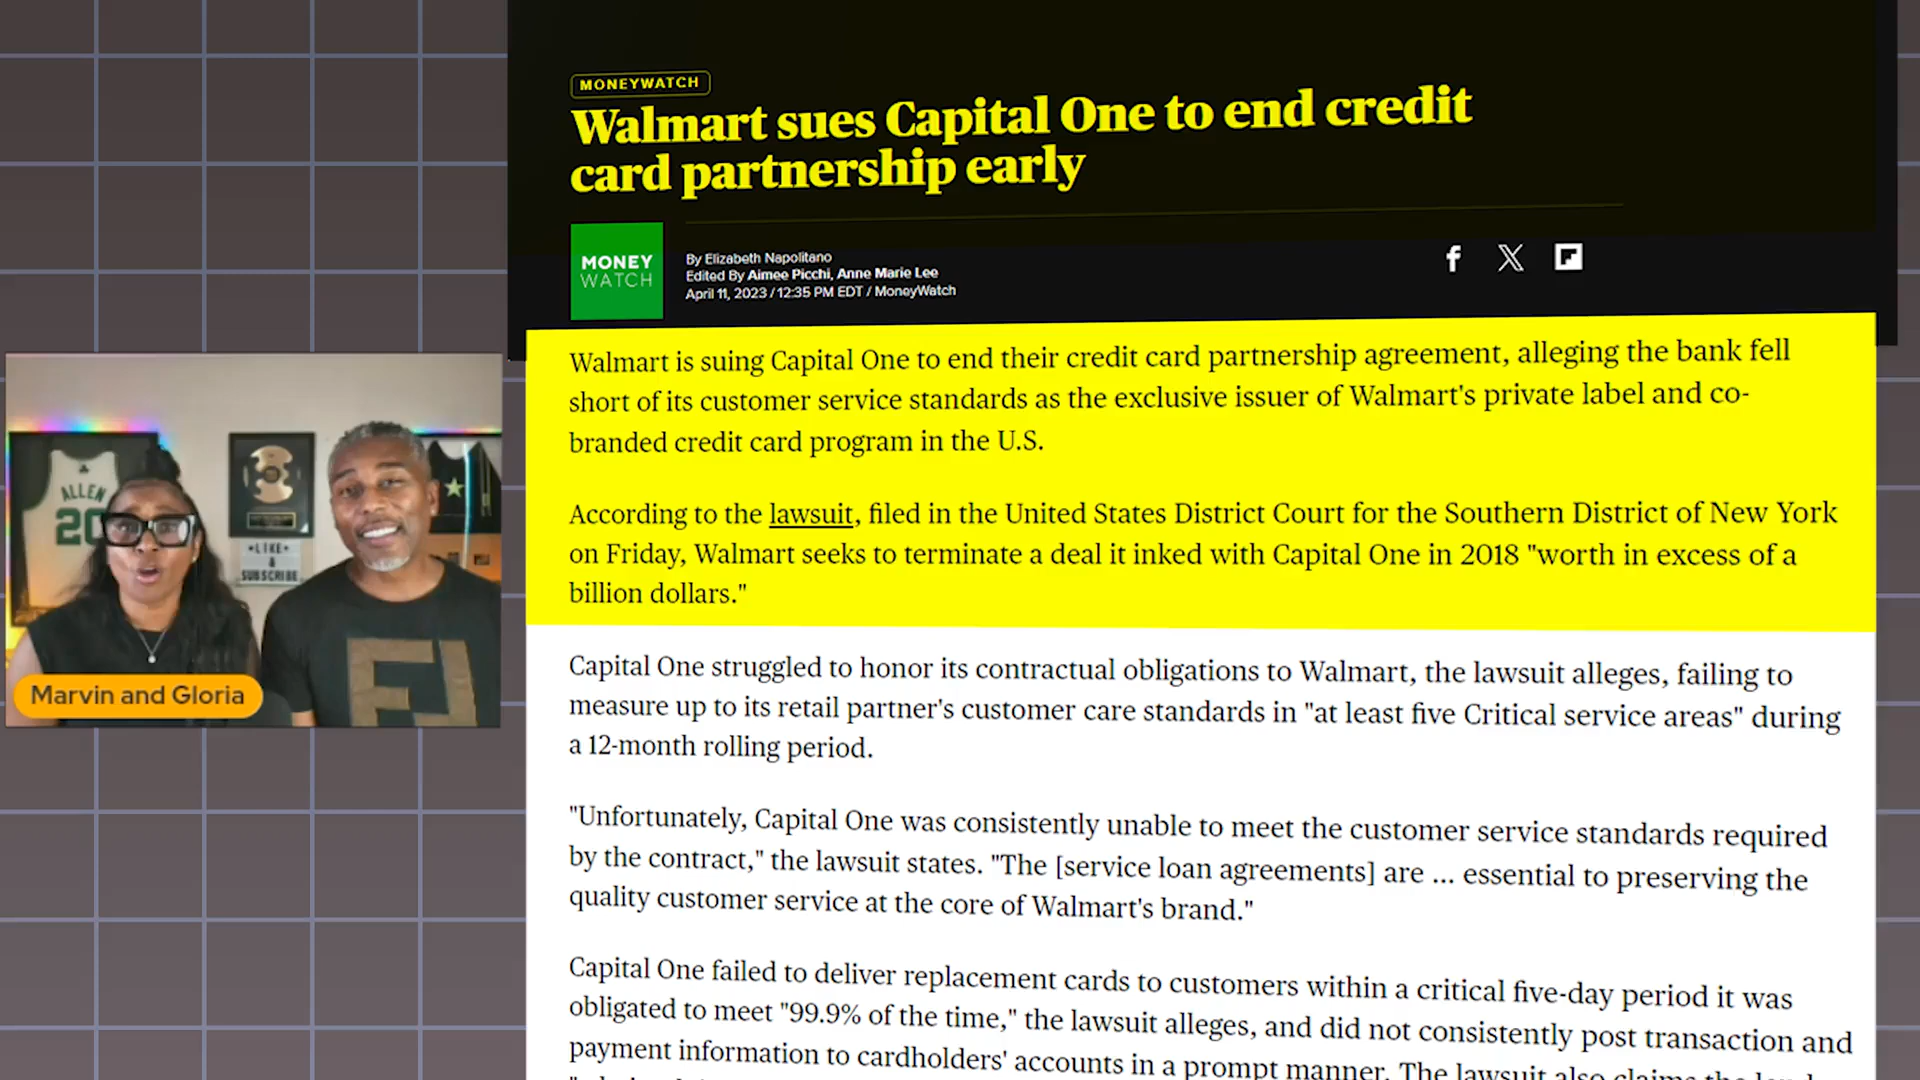 MONEYWATCH
Walmart sues Capital One to end credit
card partnership early
MONEY
WATCH
By Elizabeth Napolitano
Edited By Aimee Picchi, Anne Marie Lee
April 11, 2023 / 12:35 PM EDT / MoneyWatch
Walmart is suing Capital One to end their credit card partnership agreement, alleging the bank fell
short of its customer service standards as the exclusive issuer of Walmart's private label and co-
branded credit card program in the U.S.
According to the lawsuit, filed in the United States District Court for the Southern District of New York
on Friday, Walmart seeks to terminate a deal it inked with Capital One in 2018 "worth in excess of a
billion dollars."
Capital One struggled to honor its contractual obligations to Walmart, the lawsuit alleges, failing to
measure up to its retail partner's customer care standards in "at least five Critical service areas" during
a 12-month rolling period.
"Unfortunately, Capital One was consistently unable to meet the customer service standards required
by the contract," the lawsuit states. "The [service loan agreements] are ... essential to preserving the
quality customer service at the core of Walmart's brand."
Capital One failed to deliver replacement cards to customers within a critical five-day period it was
obligated to meet "99.9% of the time," the lawsuit alleges, and did not consistently post transaction and
payment information to cardholders' accounts in a prompt manner. The lawsuit also claims the
ALLEN
20
•LIKE•
&
SUBSCRIBE
Marvin and Gloria